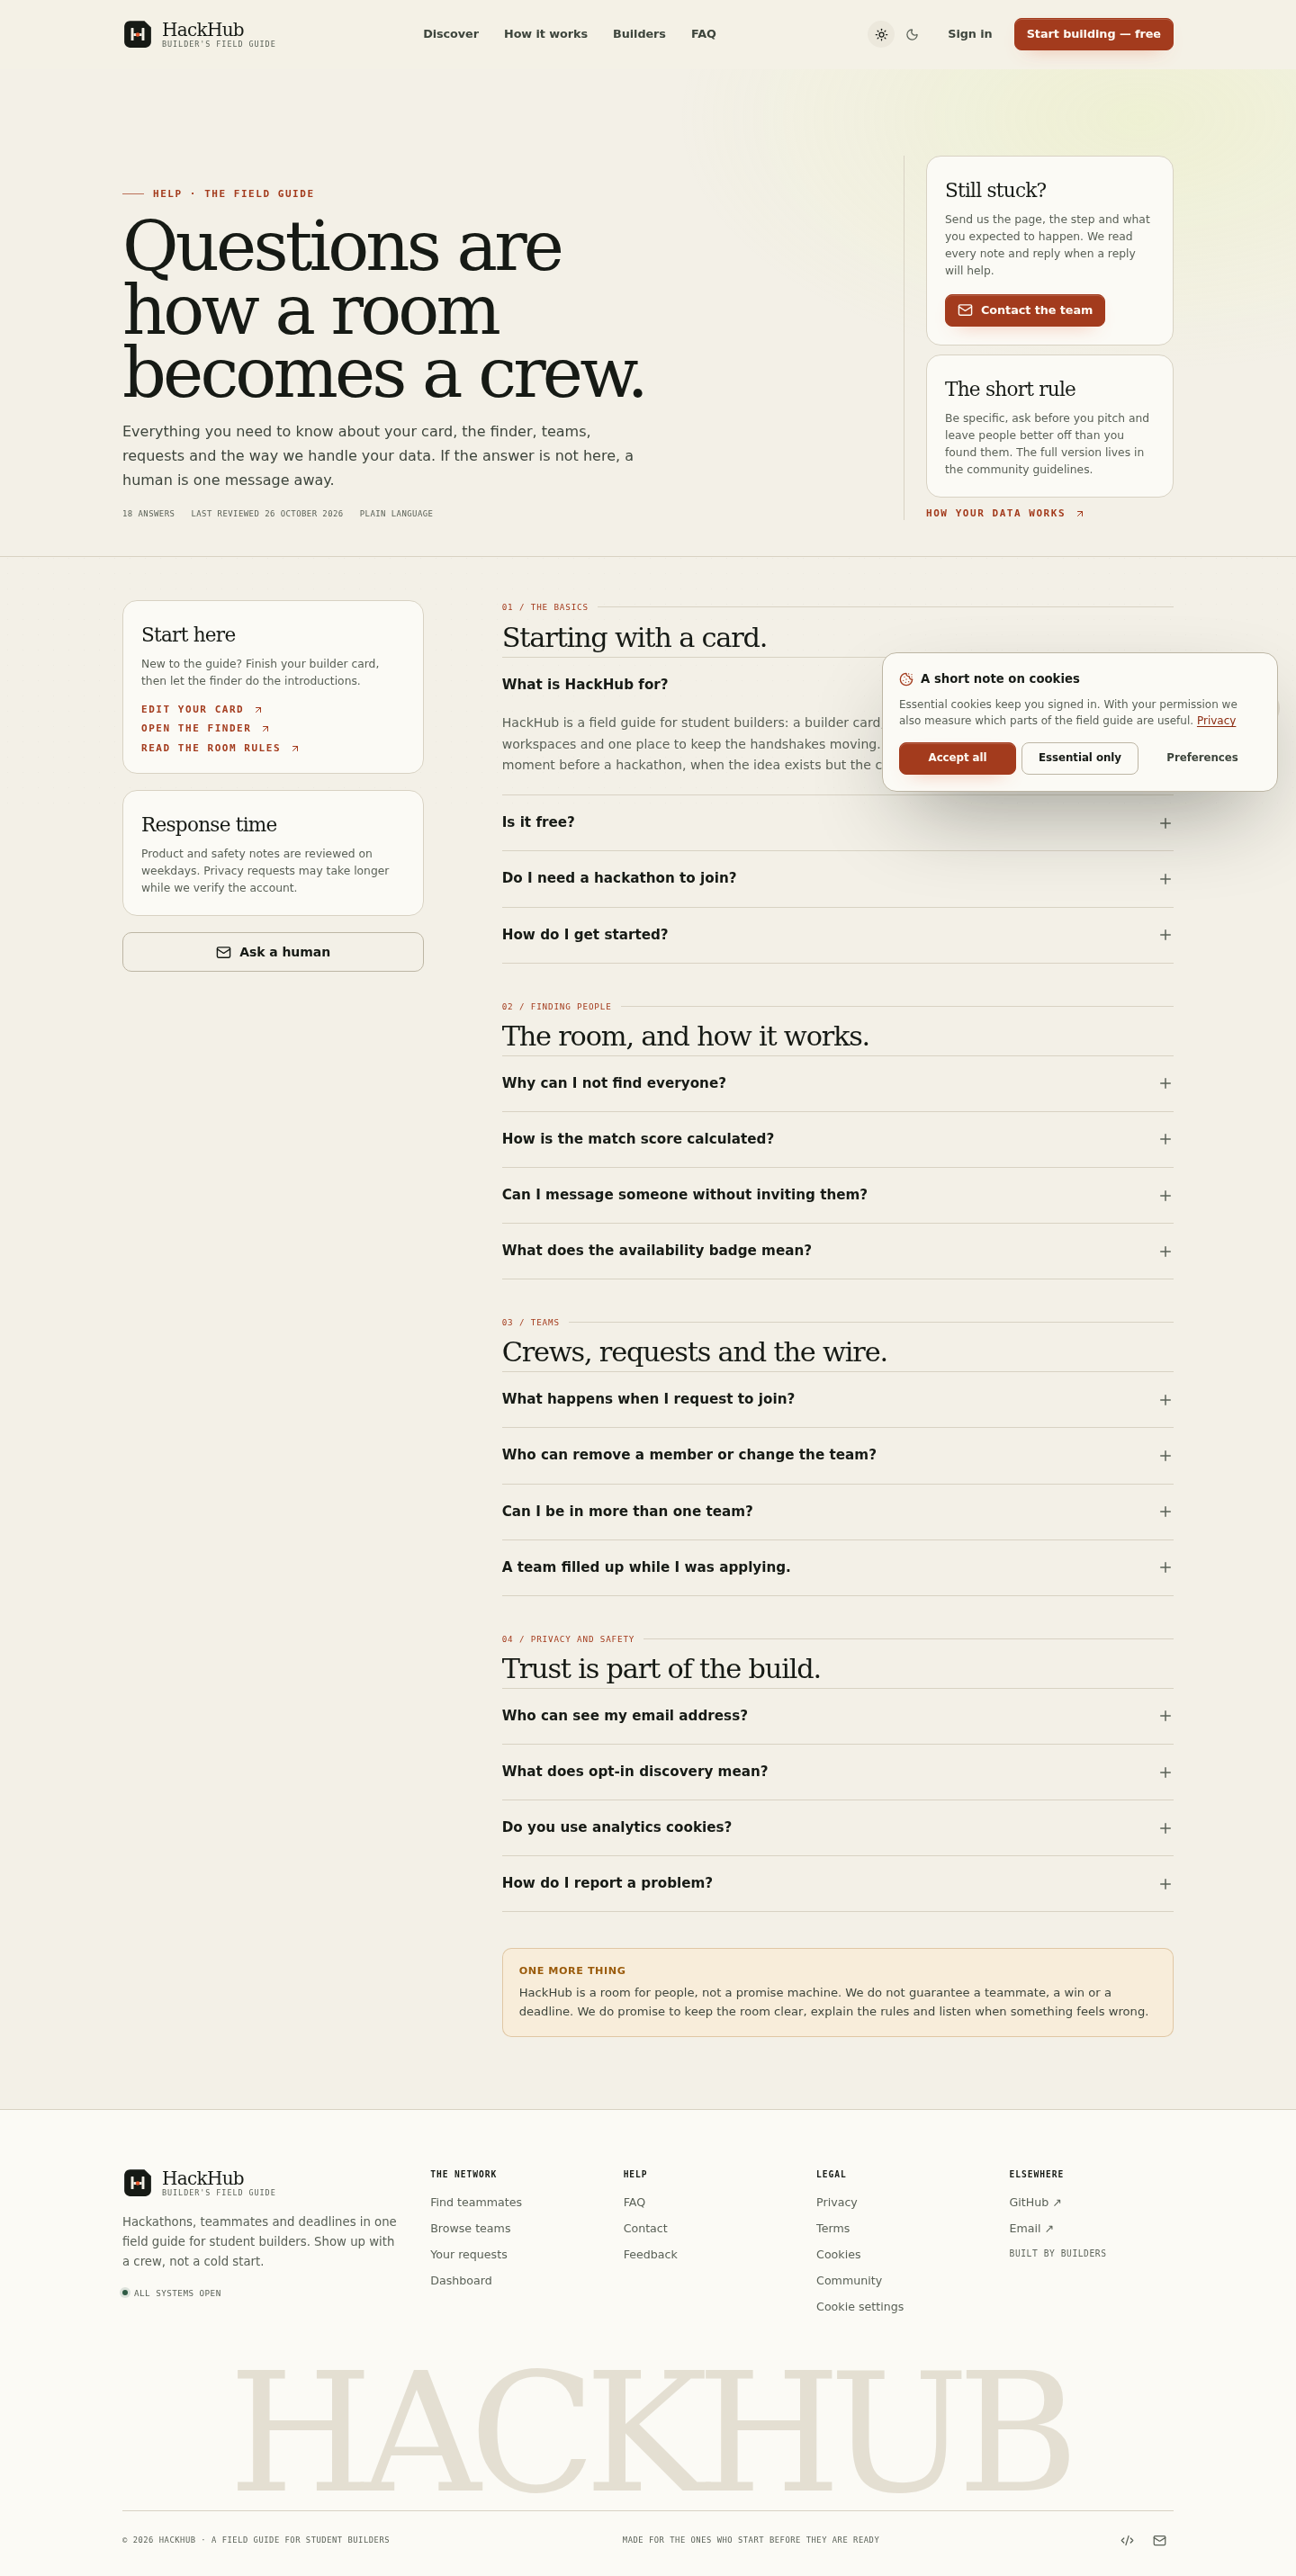 HackHub
BUILDER'S FIELD GUIDE
Discover
How it works
Builders
FAQ
Sign in
Start building — free
HELP · THE FIELD GUIDE
Questions are
how a room
becomes a crew.
Everything you need to know about your card, the finder, teams,
requests and the way we handle your data. If the answer is not here, a
human is one message away.
18 ANSWERS
LAST REVIEWED 26 OCTOBER 2026
PLAIN LANGUAGE
Still stuck?
Send us the page, the step and what
you expected to happen. We read
every note and reply when a reply
will help.
Contact the team
The short rule
Be specific, ask before you pitch and
leave people better off than you
found them. The full version lives in
the community guidelines.
HOW YOUR DATA WORKS
Start here
New to the guide? Finish your builder card,
then let the finder do the introductions.
EDIT YOUR CARD
OPEN THE FINDER
READ THE ROOM RULES
Response time
Product and safety notes are reviewed on
weekdays. Privacy requests may take longer
while we verify the account.
Ask a human
01 / THE BASICS
Starting with a card.
What is HackHub for?
HackHub is a field guide for student builders: a builder card
workspaces and one place to keep the handshakes moving.
moment before a hackathon, when the idea exists but the c
A short note on cookies
Essential cookies keep you signed in. With your permission we
also measure which parts of the field guide are useful. Privacy
Accept all
Essential only
Preferences
Is it free?
Do I need a hackathon to join?
How do I get started?
02 / FINDING PEOPLE
The room, and how it works.
Why can I not find everyone?
How is the match score calculated?
Can I message someone without inviting them?
What does the availability badge mean?
03 / TEAMS
Crews, requests and the wire.
What happens when I request to join?
Who can remove a member or change the team?
Can I be in more than one team?
A team filled up while I was applying.
04 / PRIVACY AND SAFETY
Trust is part of the build.
Who can see my email address?
What does opt-in discovery mean?
Do you use analytics cookies?
How do I report a problem?
ONE MORE THING
HackHub is a room for people, not a promise machine. We do not guarantee a teammate, a win or a
deadline. We do promise to keep the room clear, explain the rules and listen when something feels wrong.
HackHub
BUILDER'S FIELD GUIDE
Hackathons, teammates and deadlines in one
field guide for student builders. Show up with
a crew, not a cold start.
ALL SYSTEMS OPEN
THE NETWORK
Find teammates
Browse teams
Your requests
Dashboard
HELP
FAQ
Contact
Feedback
LEGAL
Privacy
Terms
Cookies
Community
Cookie settings
ELSEWHERE
GitHub ↗
Email ↗
BUILT BY BUILDERS
HACKHUB
© 2026 HACKHUB · A FIELD GUIDE FOR STUDENT BUILDERS
MADE FOR THE ONES WHO START BEFORE THEY ARE READY